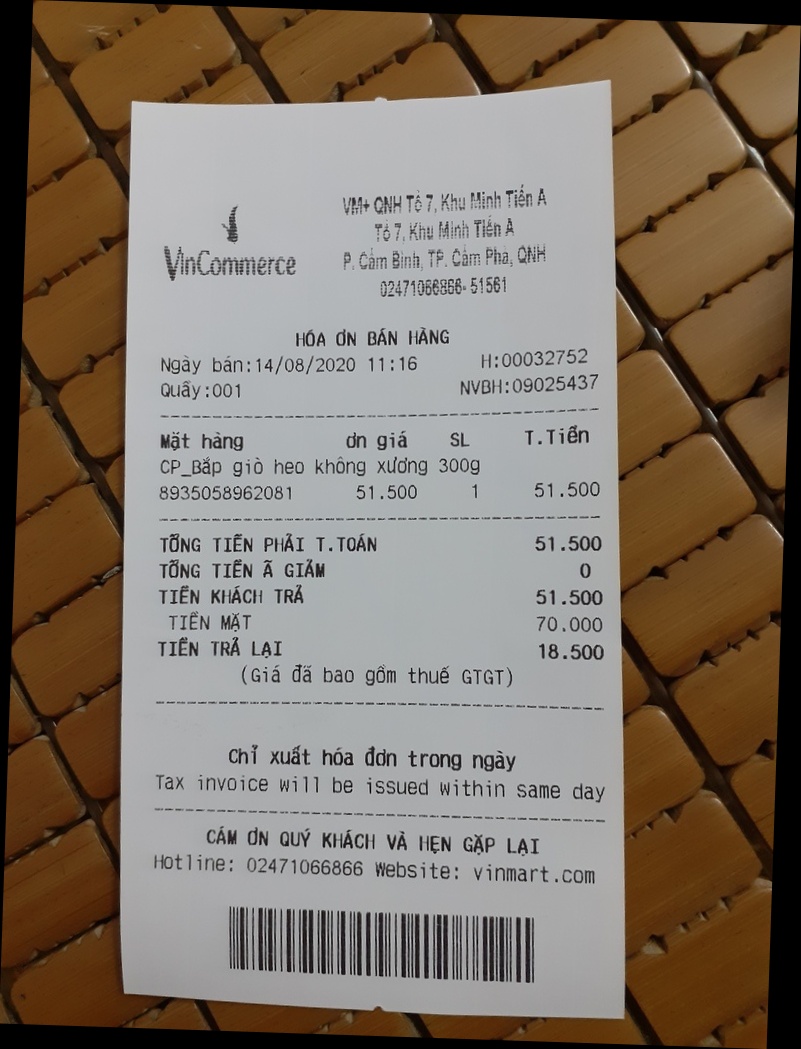 VinCommerce
VM+ QNH Tổ 7, Khu Minh Tiến A
Tổ 7, Khu Minh Tiến A
P. Cẩm Bình, TP. Cẩm Phả, QNH
02471066866-51561
HÓA ƠN BÁN HÀNG
Ngày bán:14/08/2020 11:16 H:00032752
Quầy:001 NVBH:09025437
Mặt hàng ơn giá SL T.Tiền
CP_Bắp giò heo không xương 300g
8935058962081 51.500 1 51.500
TỔNG TIỀN PHẢI T.TOÁN 51.500
TỔNG TIỀN Ã GIẢM 0
TIỀN KHÁCH TRẢ 51.500
TIỀN MẶT 70.000
TIỀN TRẢ LẠI 18.500
(Giá đã bao gồm thuế GTGT)
Chỉ xuất hóa đơn trong ngày
Tax invoice will be issued within same day
CẢM ƠN QUÝ KHÁCH VÀ HẸN GẶP LẠI
Hotline: 02471066866 Website: vinmart.com